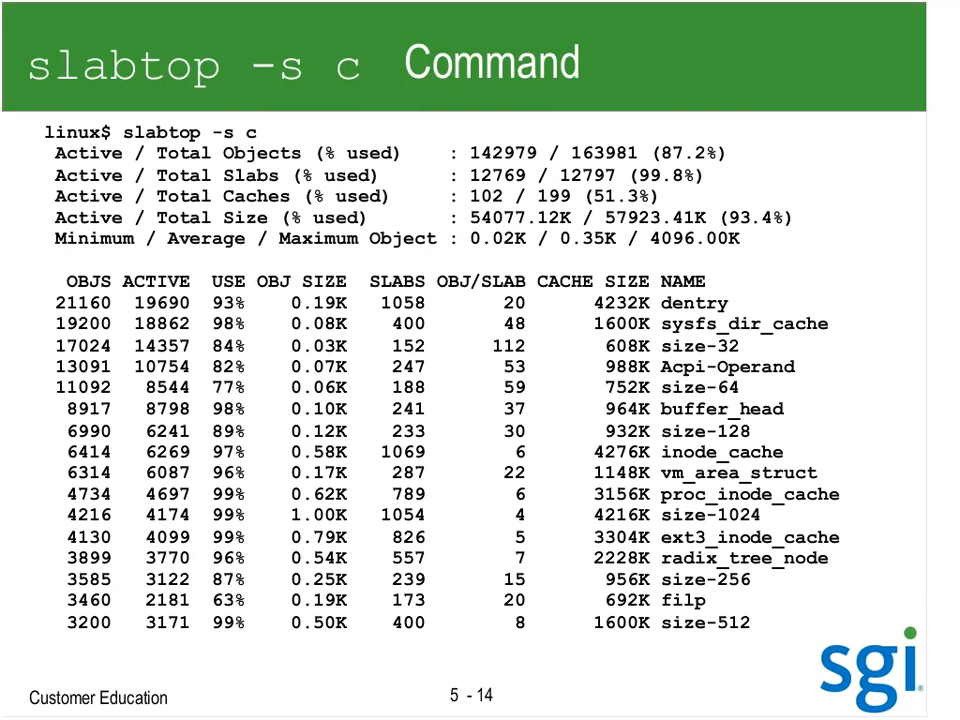 slabtop -s c Command
linux$ slabtop -s c
Active / Total Objects (% used) : 142979 / 163981 (87.2%)
Active / Total Slabs (% used) : 12769 / 12797 (99.8%)
Active / Total Caches (% used) : 102 / 199 (51.3%)
Active / Total Size (% used) : 54077.12K / 57923.41K (93.4%)
Minimum / Average / Maximum Object : 0.02K / 0.35K / 4096.00K
OBJS ACTIVE USE OBJ SIZE SLABS OBJ/SLAB CACHE SIZE NAME
21160 19690 93% 0.19K 1058 20 4232K dentry
19200 18862 98% 0.08K 400 48 1600K sysfs_dir_cache
17024 14357 84% 0.03K 152 112 608K size-32
13091 10754 82% 0.07K 247 53 988K Acpi-Operand
11092 8544 77% 0.06K 188 59 752K size-64
8917 8798 98% 0.10K 241 37 964K buffer_head
6990 6241 89% 0.12K 233 30 932K size-128
6414 6269 97% 0.58K 1069 6 4276K inode_cache
6314 6087 96% 0.17K 287 22 1148K vm_area_struct
4734 4697 99% 0.62K 789 6 3156K proc_inode_cache
4216 4174 99% 1.00K 1054 4 4216K size-1024
4130 4099 99% 0.79K 826 5 3304K ext3_inode_cache
3899 3770 96% 0.54K 557 7 2228K radix_tree_node
3585 3122 87% 0.25K 239 15 956K size-256
3460 2181 63% 0.19K 173 20 692K filp
3200 3171 99% 0.50K 400 8 1600K size-512
sgi®
Customer Education
5 - 14